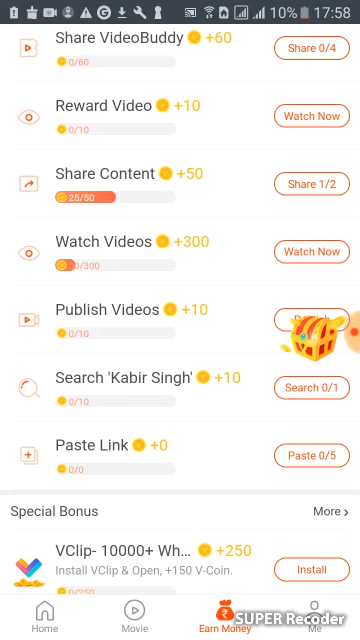 10% 17:58
Share VideoBuddy +60
0/60
Share 0/4
Reward Video +10
0/10
Watch Now
Share Content +50
25/50
Share 1/2
Watch Videos +300
0/300
Watch Now
Publish Videos +10
0/10
Search 'Kabir Singh' +10
0/10
Search 0/1
Paste Link +0
0/0
Paste 0/5
Special Bonus
More ›
VClip- 10000+ Wh... +250
Install VClip & Open, +150 V-Coin.
0/250
Install
Home
Movie
Earn Money
Me
SUPER Recoder